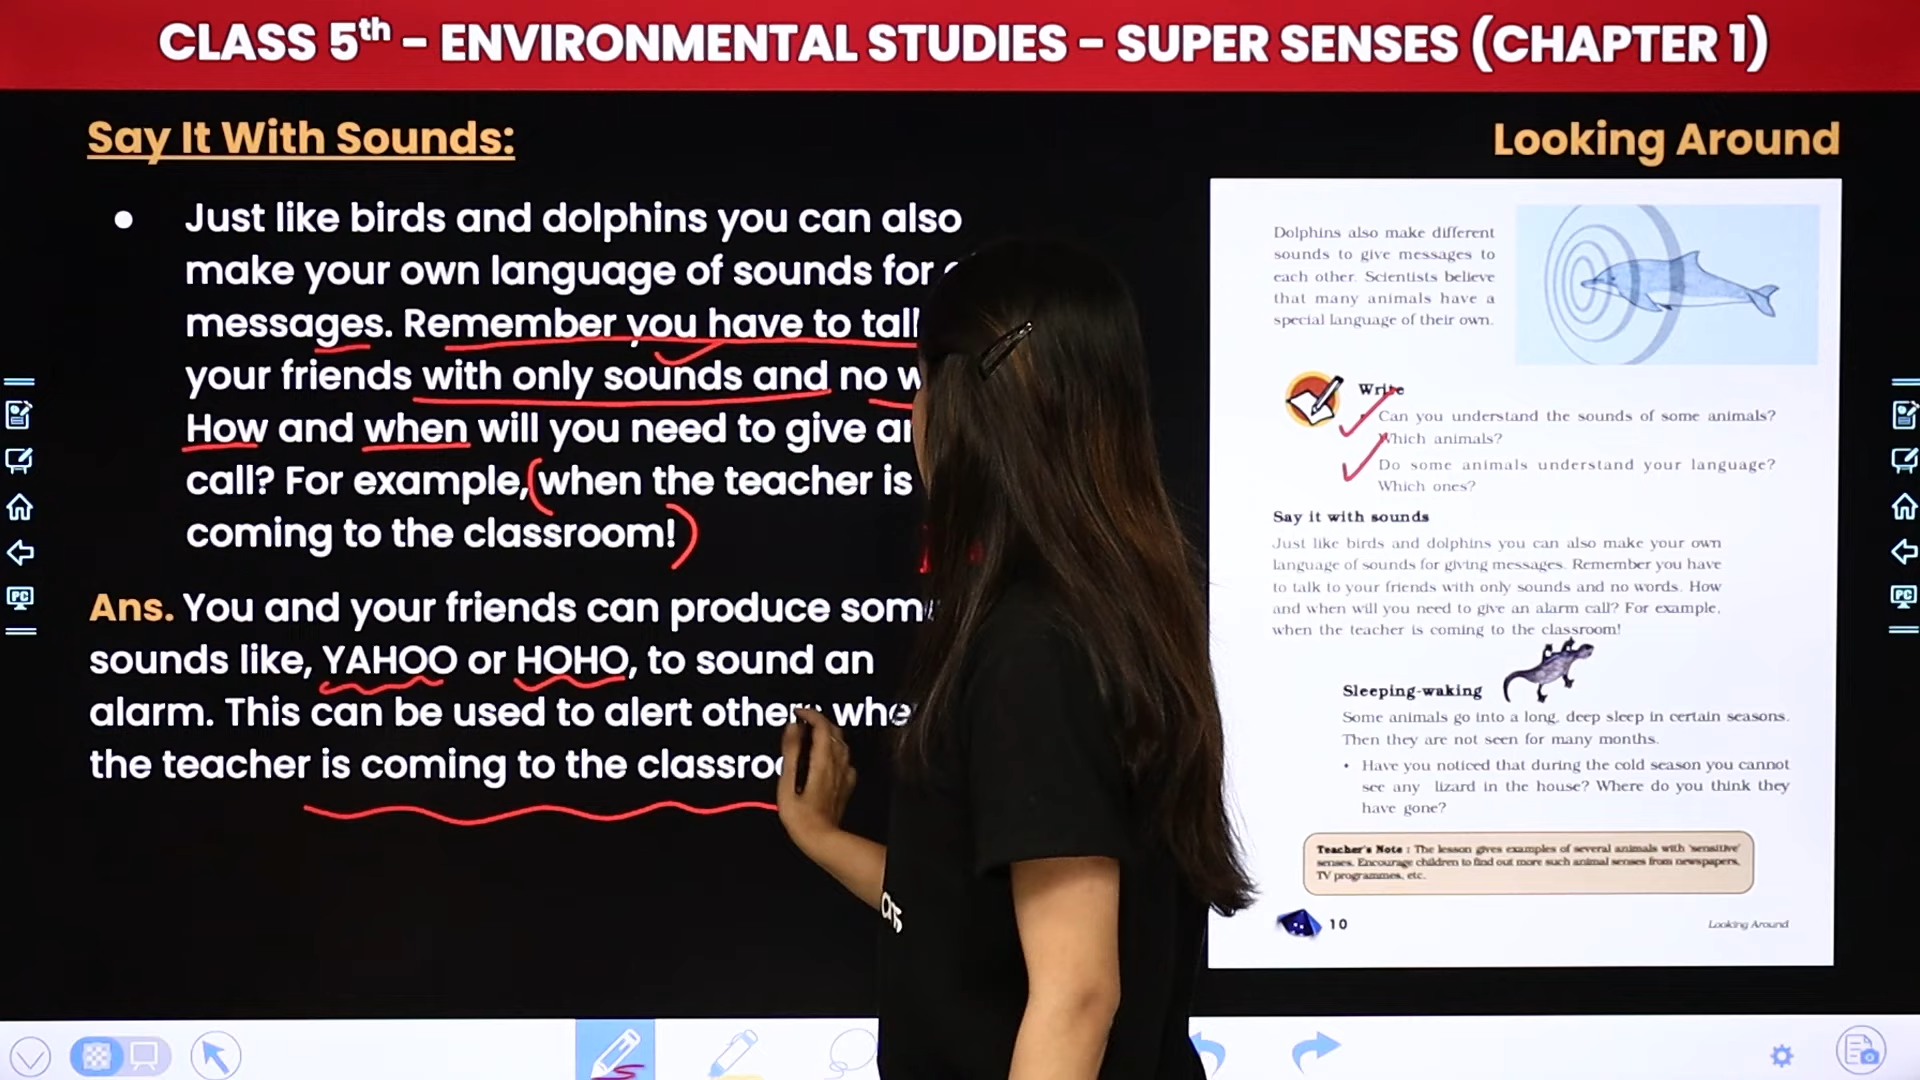 CLASS 5th – ENVIRONMENTAL STUDIES – SUPER SENSES (CHAPTER 1)
Say It With Sounds:
Looking Around
● Just like birds and dolphins you can also
make your own language of sounds for
messages. Remember you have to
your friends with only sounds and no
How and when will you need to give
call? For example, (when the teacher is
coming to the classroom!)
Ans. You and your friends can produce
sounds like, YAHOO or HOHO, to sound an
alarm. This can be used to alert
the teacher is coming to the
Dolphins also make different
sounds to give messages to
each other. Scientists believe
that many animals have a
special language of their own.
Write
Can you understand the sounds of some animals?
Which animals?
Do some animals understand your language?
Which ones?
Say it with sounds
Just like birds and dolphins you can also make your own
language of sounds for giving messages. Remember you have
to talk to your friends with only sounds and no words. How
and when will you need to give an alarm call? For example,
when the teacher is coming to the classroom!
Sleeping-waking
Some animals go into a long, deep sleep in certain seasons.
Then they are not seen for many months.
• Have you noticed that during the cold season you cannot
see any lizard in the house? Where do you think they
have gone?
Teacher's Note : The lesson gives examples of several animals with 'sensitive'
senses. Encourage children to find out more such animal senses from newspapers,
TV programmes, etc.
10
Looking Around
PC
PC